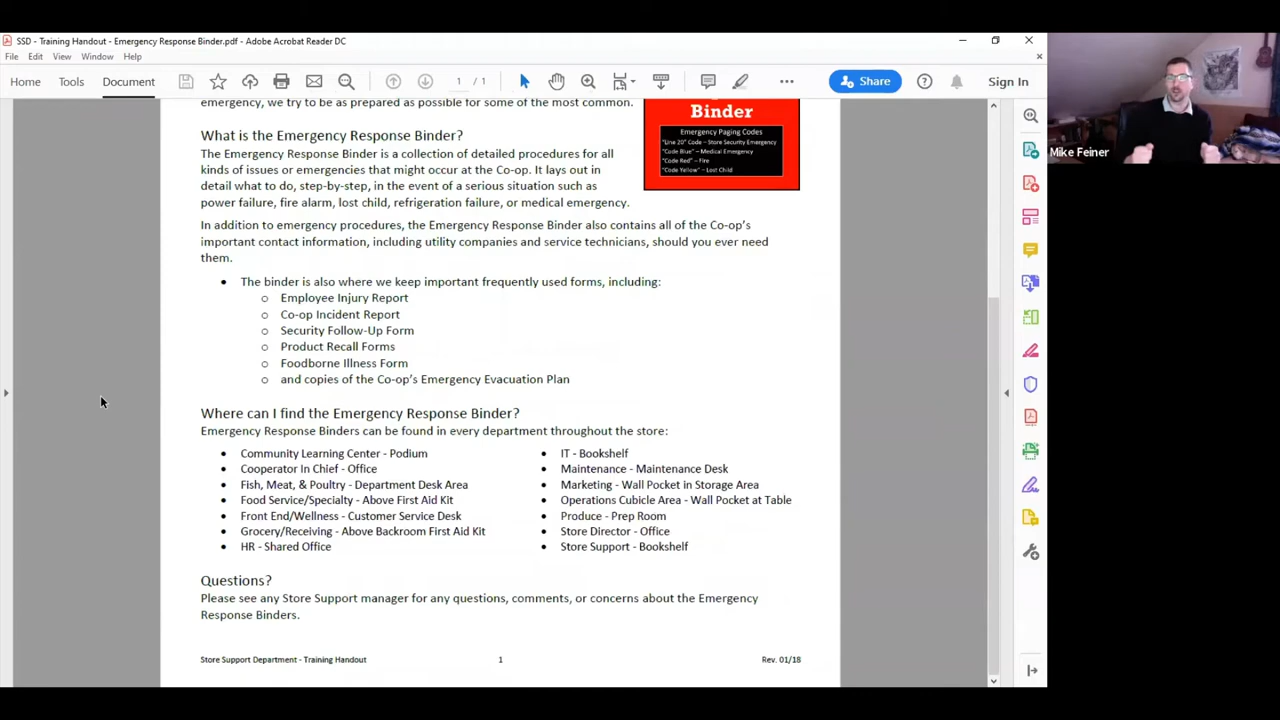 SSD - Training Handout - Emergency Response Binder.pdf - Adobe Acrobat Reader DC
File Edit View Window Help
Home Tools Document 1 / 1 Share Sign In
emergency, we try to be as prepared as possible for some of the most common.
Binder
Emergency Paging Codes
"Line 20" Code – Store Security Emergency
"Code Blue" – Medical Emergency
"Code Red" – Fire
"Code Yellow" – Lost Child
Mike Feiner
What is the Emergency Response Binder?
The Emergency Response Binder is a collection of detailed procedures for all
kinds of issues or emergencies that might occur at the Co-op. It lays out in
detail what to do, step-by-step, in the event of a serious situation such as
power failure, fire alarm, lost child, refrigeration failure, or medical emergency.
In addition to emergency procedures, the Emergency Response Binder also contains all of the Co-op's
important contact information, including utility companies and service technicians, should you ever need
them.
• The binder is also where we keep important frequently used forms, including:
o Employee Injury Report
o Co-op Incident Report
o Security Follow-Up Form
o Product Recall Forms
o Foodborne Illness Form
o and copies of the Co-op's Emergency Evacuation Plan
Where can I find the Emergency Response Binder?
Emergency Response Binders can be found in every department throughout the store:
• Community Learning Center - Podium
• Cooperator In Chief - Office
• Fish, Meat, & Poultry - Department Desk Area
• Food Service/Specialty - Above First Aid Kit
• Front End/Wellness - Customer Service Desk
• Grocery/Receiving - Above Backroom First Aid Kit
• HR - Shared Office
• IT - Bookshelf
• Maintenance - Maintenance Desk
• Marketing - Wall Pocket in Storage Area
• Operations Cubicle Area - Wall Pocket at Table
• Produce - Prep Room
• Store Director - Office
• Store Support - Bookshelf
Questions?
Please see any Store Support manager for any questions, comments, or concerns about the Emergency
Response Binders.
Store Support Department - Training Handout 1 Rev. 01/18